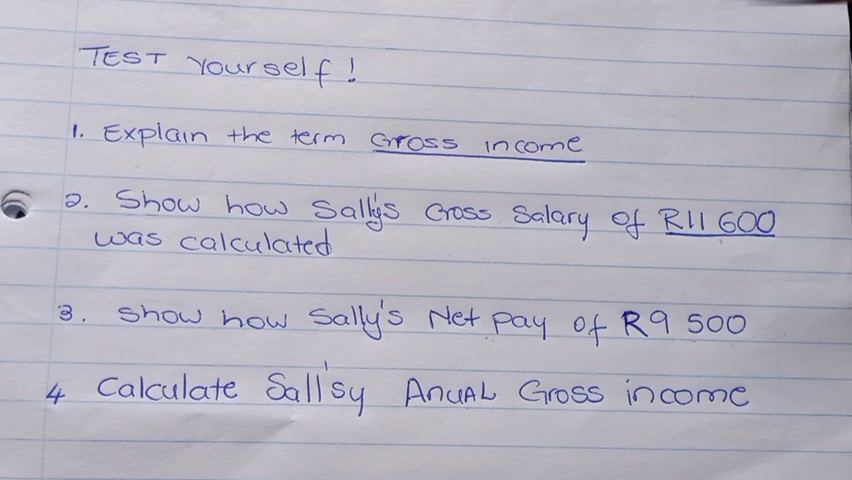 TEST Yourself!
1. Explain the term Gross income
2. Show how Sally's Gross Salary of R11 600
was calculated
3. Show how Sally's Net pay of R9 500
4 Calculate Sall'sy AnuAL Gross income